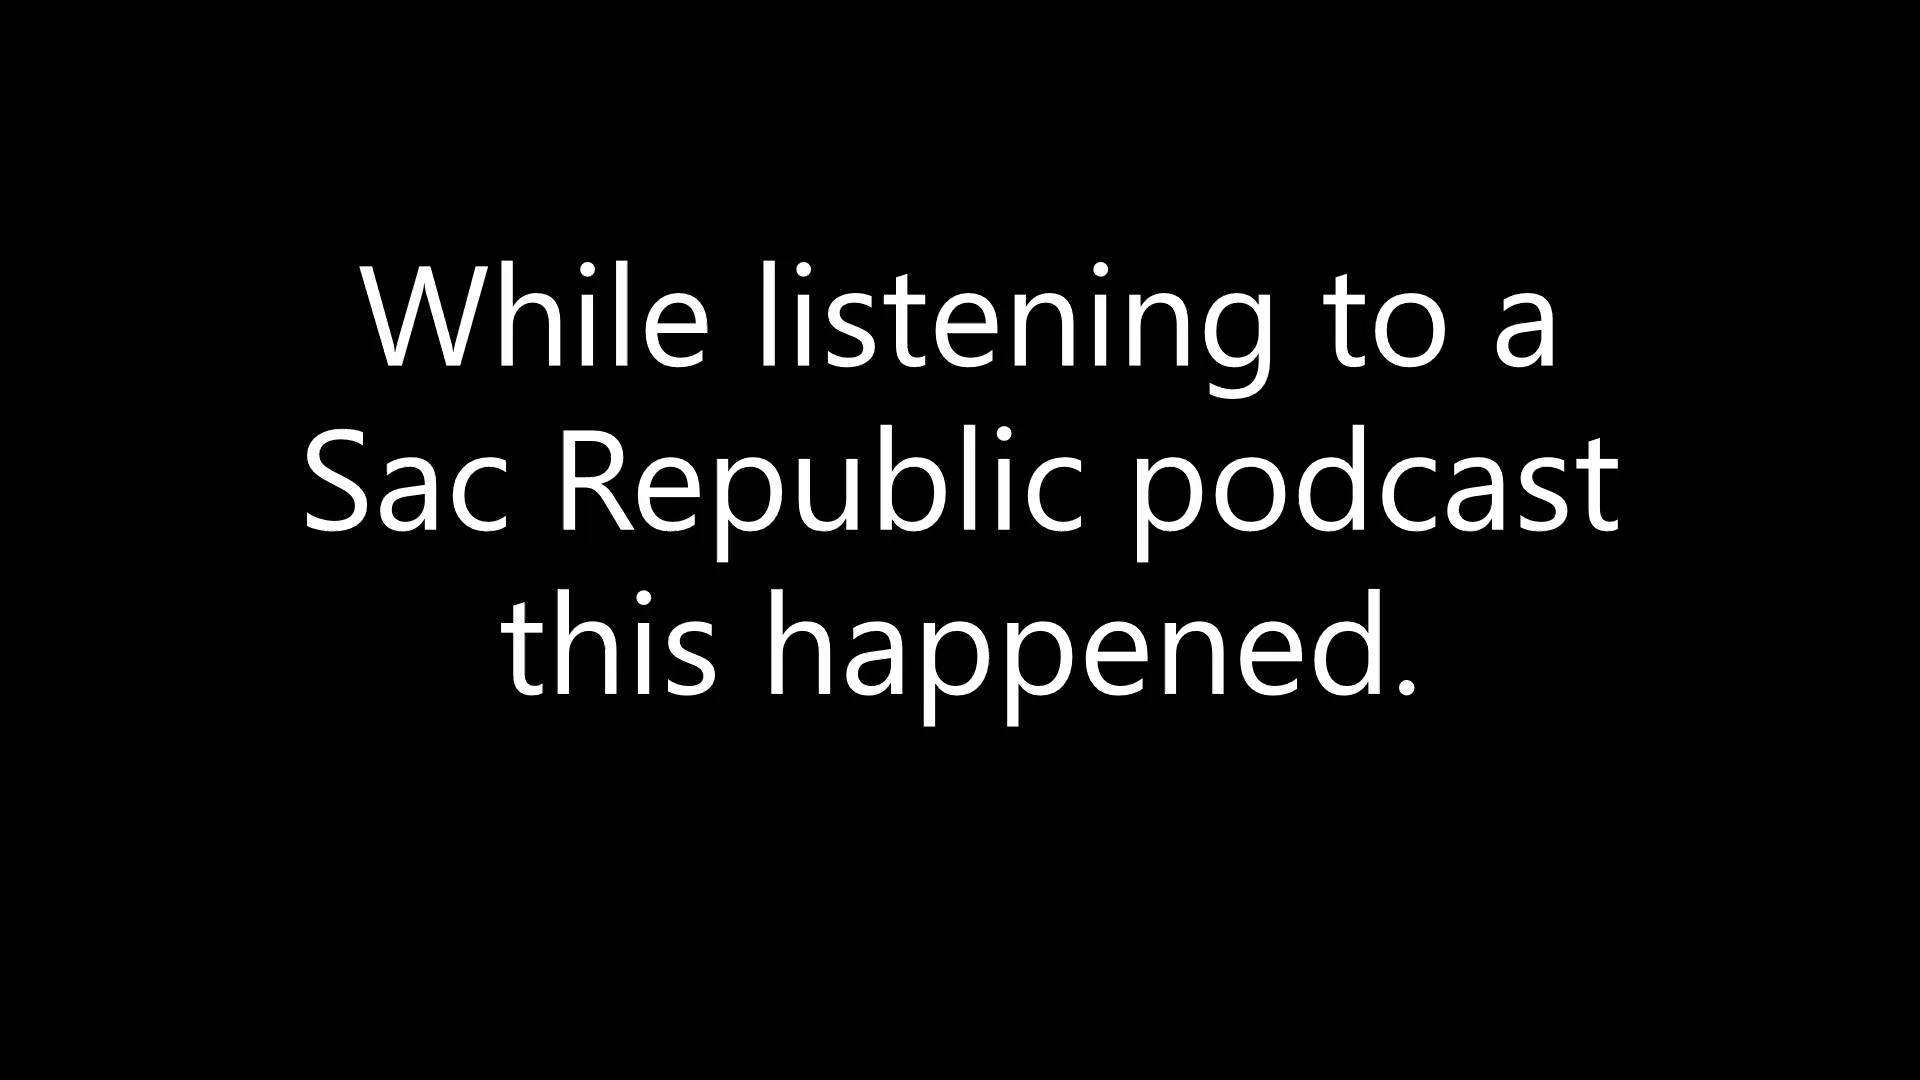 While listening to a
Sac Republic podcast
this happened.